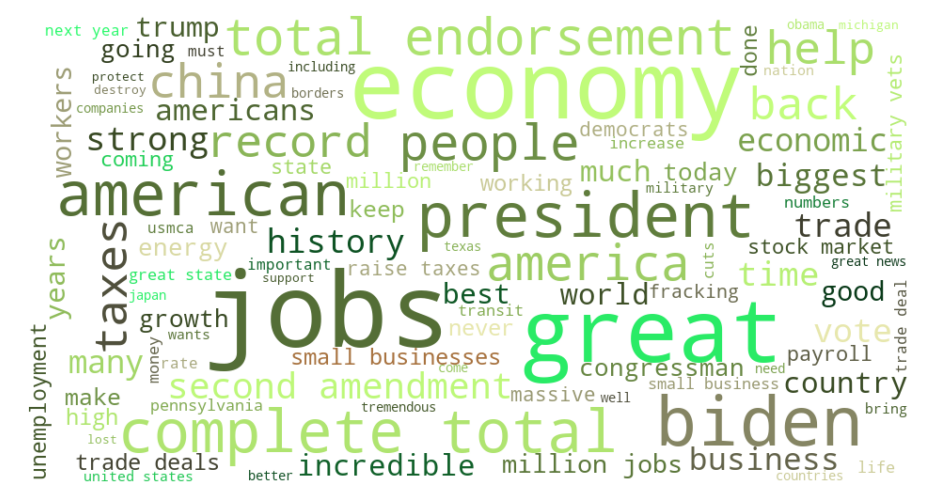 next year
trump
total endorsement
obama
michigan
going
must
done
help
china
including
economy
nation
workers
protect
destroy
borders
military vets
companies
americans
back
strong
record
people
democrats
increase
economic
coming
state
remember
much
today
biggest
american
million
working
military
keep
president
numbers
usmca
want
trade
years
taxes
energy
history
texas
stock market
great state
important
raise taxes
america
cuts
time
great news
support
japan
jobs
best
world
fracking
good
trade deal
growth
transit
great
never
vote
unemployment
wants
many
money
rate
small businesses
congressman
payroll
come
need
second amendment
massive
small business
country
make
well
high
pennsylvania
tremendous
biden
bring
lost
complete total
trade deals
incredible
million jobs
business
life
united states
better
countries